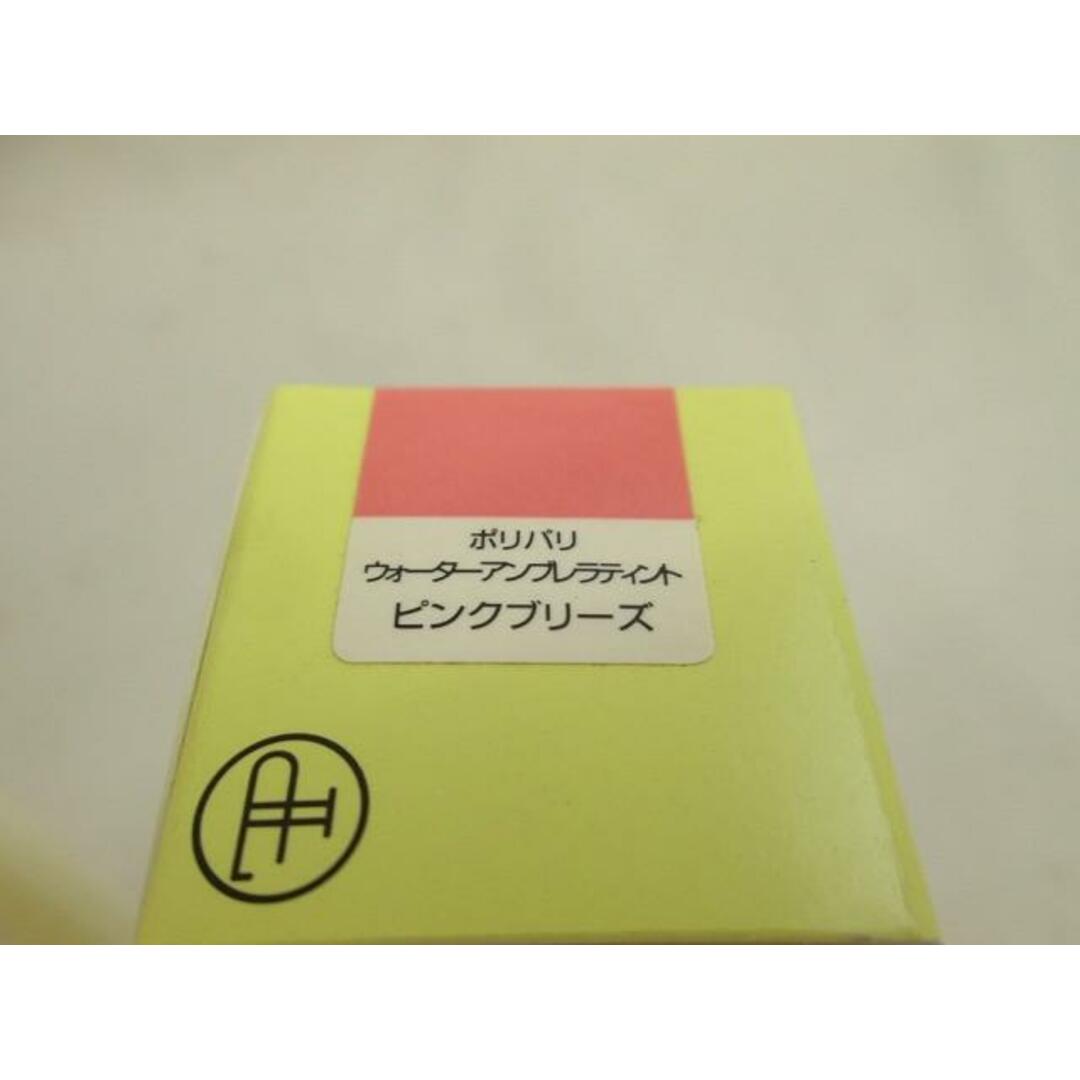 ポリパリ
ウォーターアンブレラティント
ピンクブリーズ